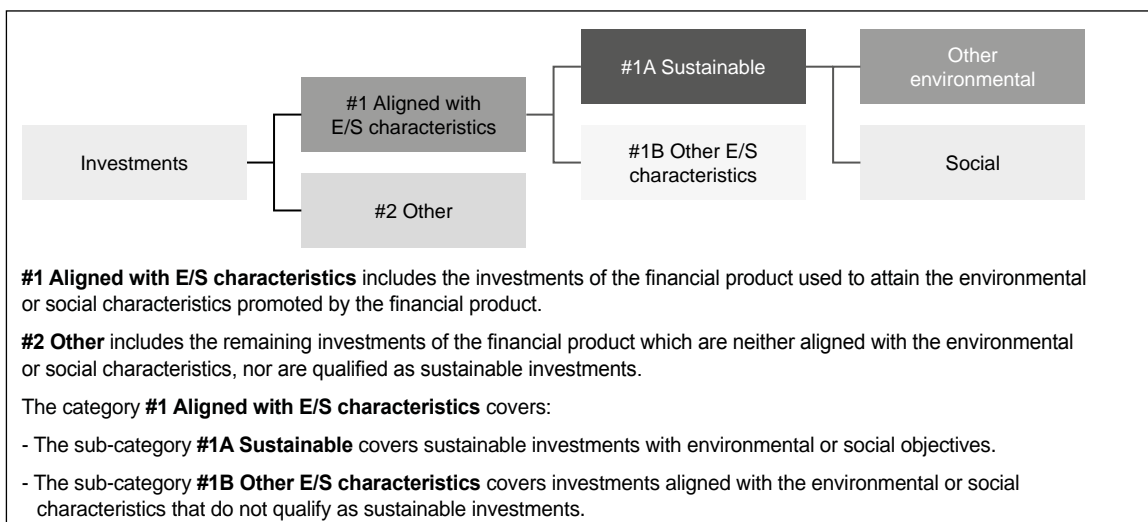 Investments
#1 Aligned with
E/S characteristics
#2 Other
#1A Sustainable
#1B Other E/S
characteristics
Other
environmental
Social
#1 Aligned with E/S characteristics includes the investments of the financial product used to attain the environmental
or social characteristics promoted by the financial product.
#2 Other includes the remaining investments of the financial product which are neither aligned with the environmental
or social characteristics, nor are qualified as sustainable investments.
The category #1 Aligned with E/S characteristics covers:
- The sub-category #1A Sustainable covers sustainable investments with environmental or social objectives.
- The sub-category #1B Other E/S characteristics covers investments aligned with the environmental or social
characteristics that do not qualify as sustainable investments.